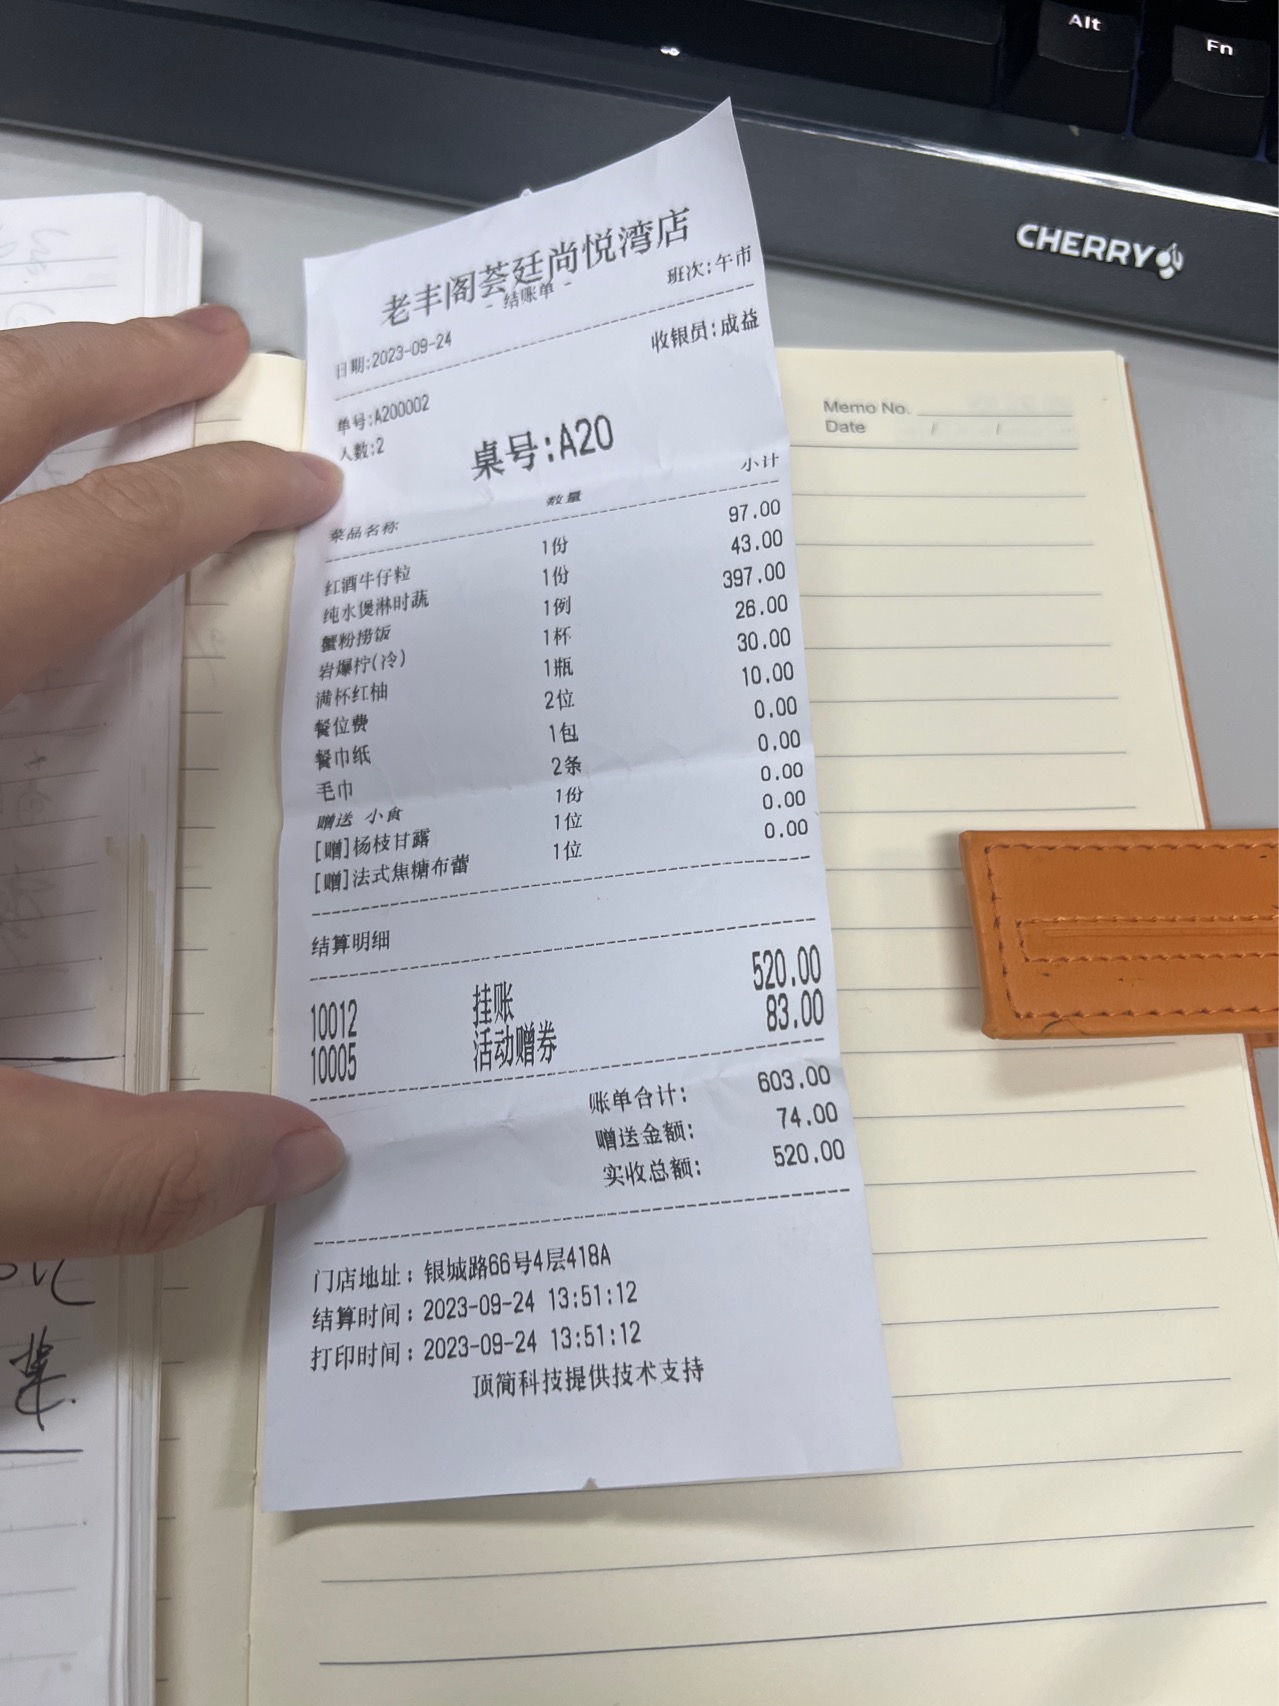 Alt
Fn
CHERRY
老丰阁荟廷尚悦湾店
- 结账单 -
日期:2023-09-24 班次:午市
单号:A200002 收银员:成益
人数:2 桌号:A20
菜品名称 数量 小计
红酒牛仔粒 1份 97.00
纯水煲淋时蔬 1份 43.00
蟹粉捞饭 1例 397.00
岩爆柠(冷) 1杯 26.00
满杯红柚 1瓶 30.00
餐位费 2位 10.00
餐巾纸 1包 0.00
毛巾 2条 0.00
赠送 小食 1份 0.00
[赠]杨枝甘露 1位 0.00
[赠]法式焦糖布蕾 1位 0.00
结算明细
10012 挂账 520.00
10005 活动赠券 83.00
账单合计: 603.00
赠送金额: 74.00
实收总额: 520.00
门店地址: 银城路66号4层418A
结算时间: 2023-09-24 13:51:12
打印时间: 2023-09-24 13:51:12
顶简科技提供技术支持
Memo No.
Date / /